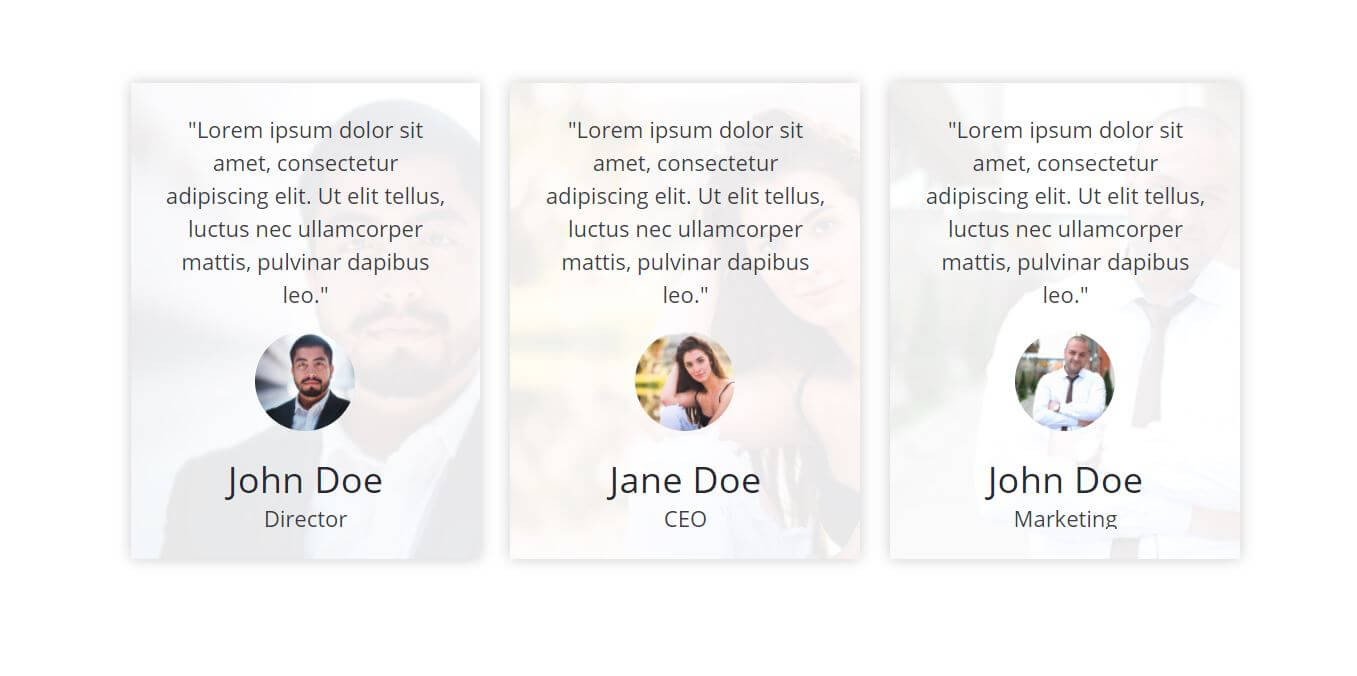 "Lorem ipsum dolor sit
amet, consectetur
adipiscing elit. Ut elit tellus,
luctus nec ullamcorper
mattis, pulvinar dapibus
leo."
John Doe
Director
"Lorem ipsum dolor sit
amet, consectetur
adipiscing elit. Ut elit tellus,
luctus nec ullamcorper
mattis, pulvinar dapibus
leo."
Jane Doe
CEO
"Lorem ipsum dolor sit
amet, consectetur
adipiscing elit. Ut elit tellus,
luctus nec ullamcorper
mattis, pulvinar dapibus
leo."
John Doe
Marketing